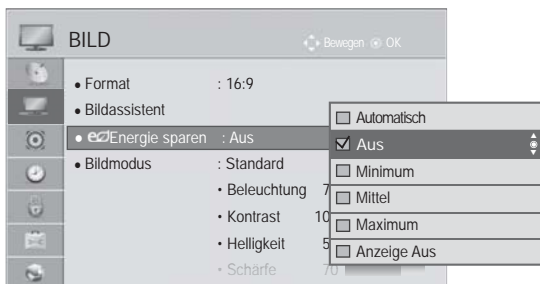 BILD
Bewegen OK
• Format : 16:9
• Bildassistent
• Energie sparen : Aus
• Bildmodus : Standard
• Beleuchtung 7
• Kontrast 10
• Helligkeit 5
• Schärfe 70
Automatisch
Aus
Minimum
Mittel
Maximum
Anzeige Aus